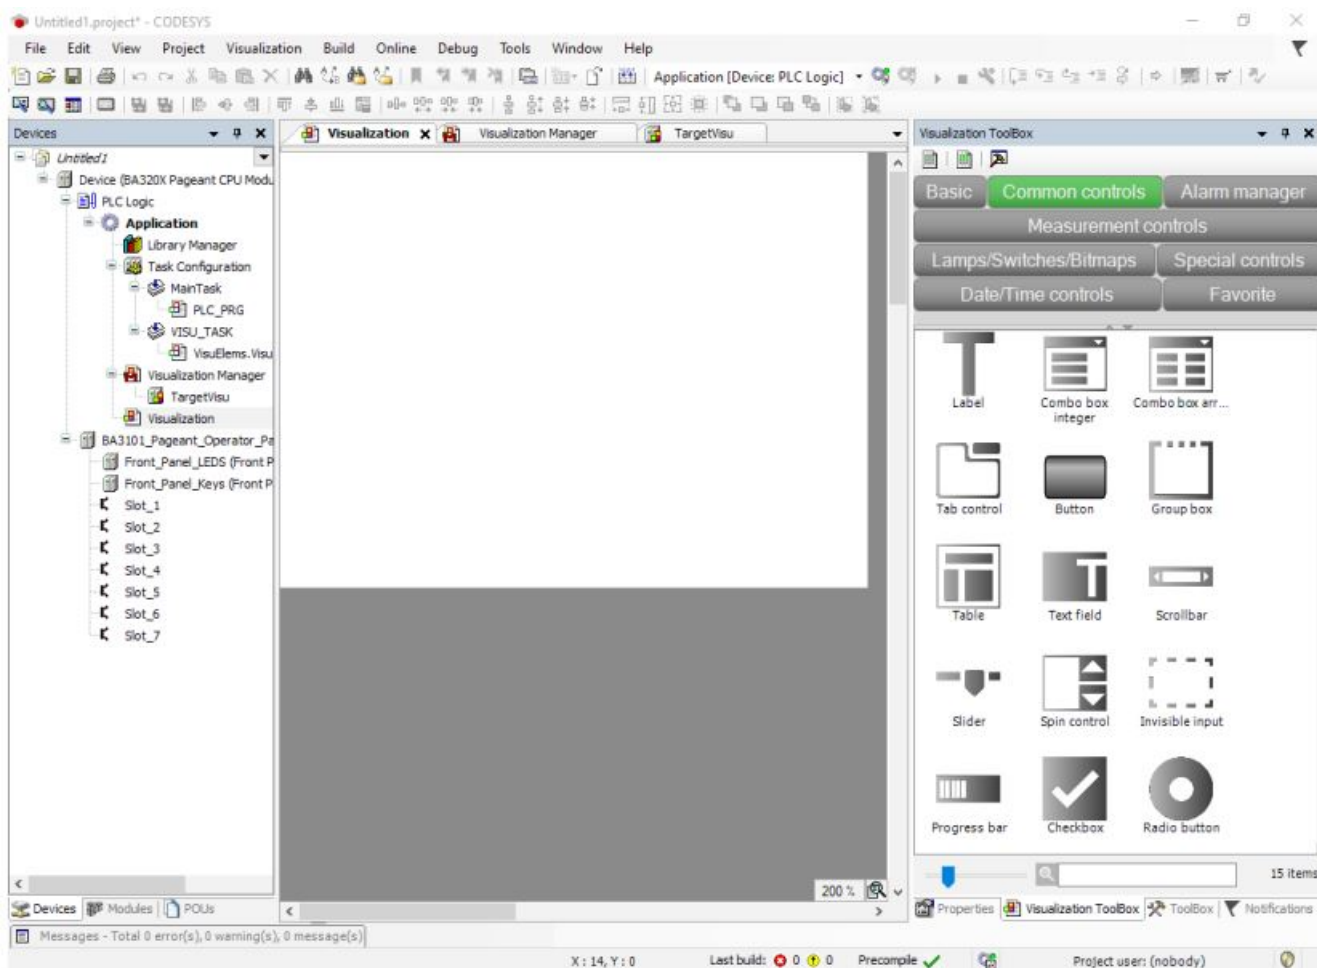 Untitled1.project* - CODESYS
File Edit View Project Visualization Build Online Debug Tools Window Help
Application [Device: PLC Logic]
Devices
Untitled1
Device (BA320X Pageant CPU Modu
PLC Logic
Application
Library Manager
Task Configuration
MainTask
PLC_PRG
VISU_TASK
VisuElems.Visu
Visualization Manager
TargetVisu
Visualization
BA3101_Pageant_Operator_Pa
Front_Panel_LEDS (Front P
Front_Panel_Keys (Front P
Slot_1
Slot_2
Slot_3
Slot_4
Slot_5
Slot_6
Slot_7
Devices Modules POUs
Visualization Visualization Manager TargetVisu
200 %
Visualization ToolBox
Basic Common controls Alarm manager
Measurement controls
Lamps/Switches/Bitmaps Special controls
Date/Time controls Favorite
Label Combo box integer Combo box arr...
Tab control Button Group box
Table Text field Scrollbar
Slider Spin control Invisible input
Progress bar Checkbox Radio button
15 items
Properties Visualization ToolBox ToolBox Notifications
Messages - Total 0 error(s), 0 warning(s), 0 message(s)
X : 14, Y : 0 Last build: 0 0 Precompile Project user: (nobody)